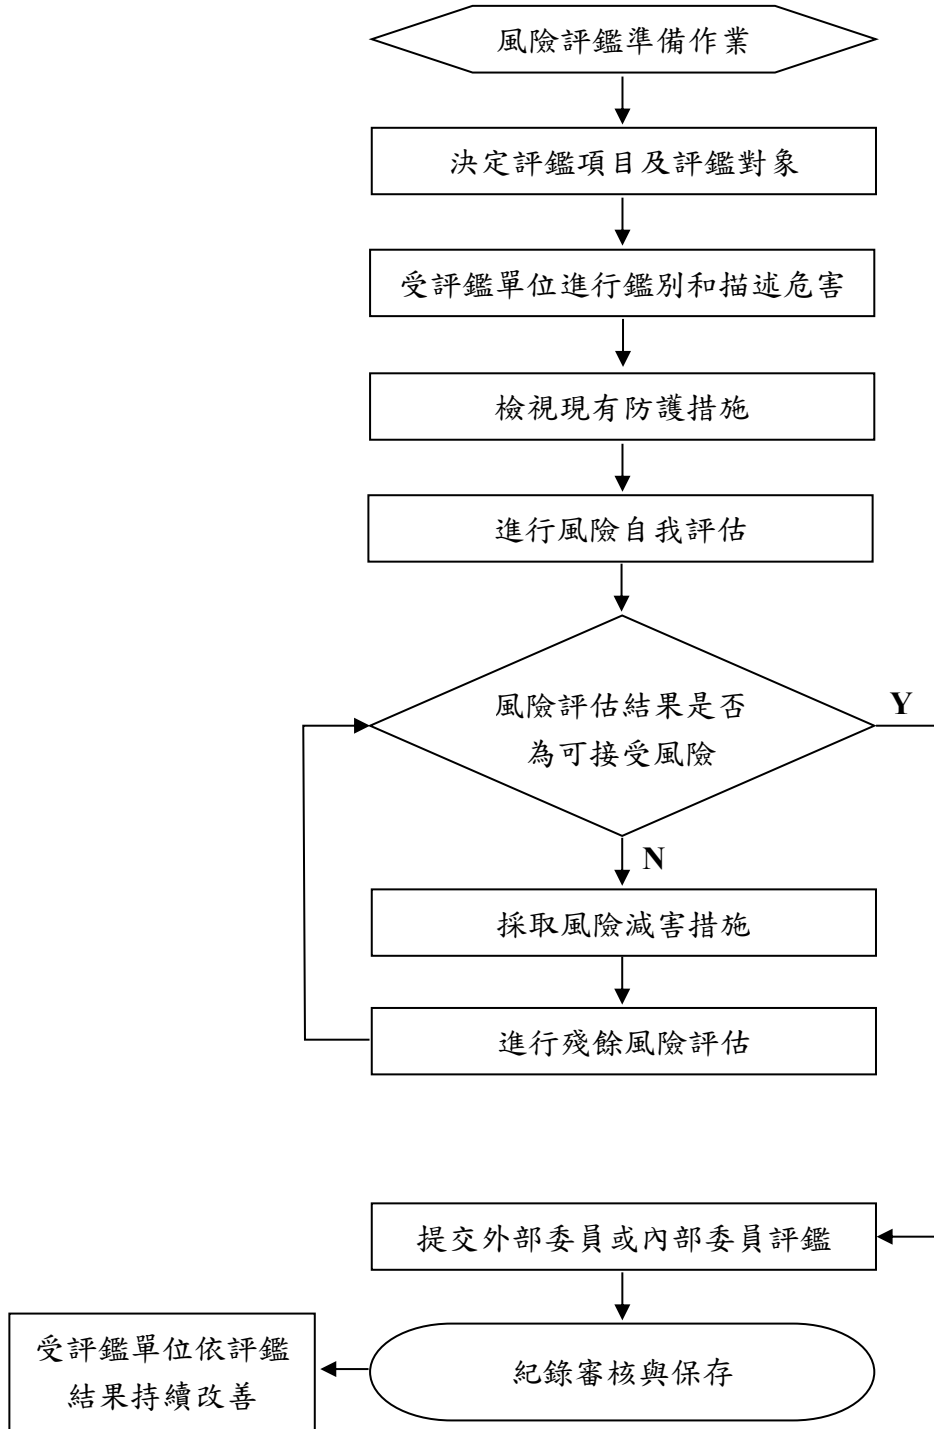 風險評鑑準備作業
決定評鑑項目及評鑑對象
受評鑑單位進行鑑別和描述危害
檢視現有防護措施
進行風險自我評估
風險評估結果是否
為可接受風險
Y
N
採取風險減害措施
進行殘餘風險評估
提交外部委員或內部委員評鑑
紀錄審核與保存
受評鑑單位依評鑑
結果持續改善